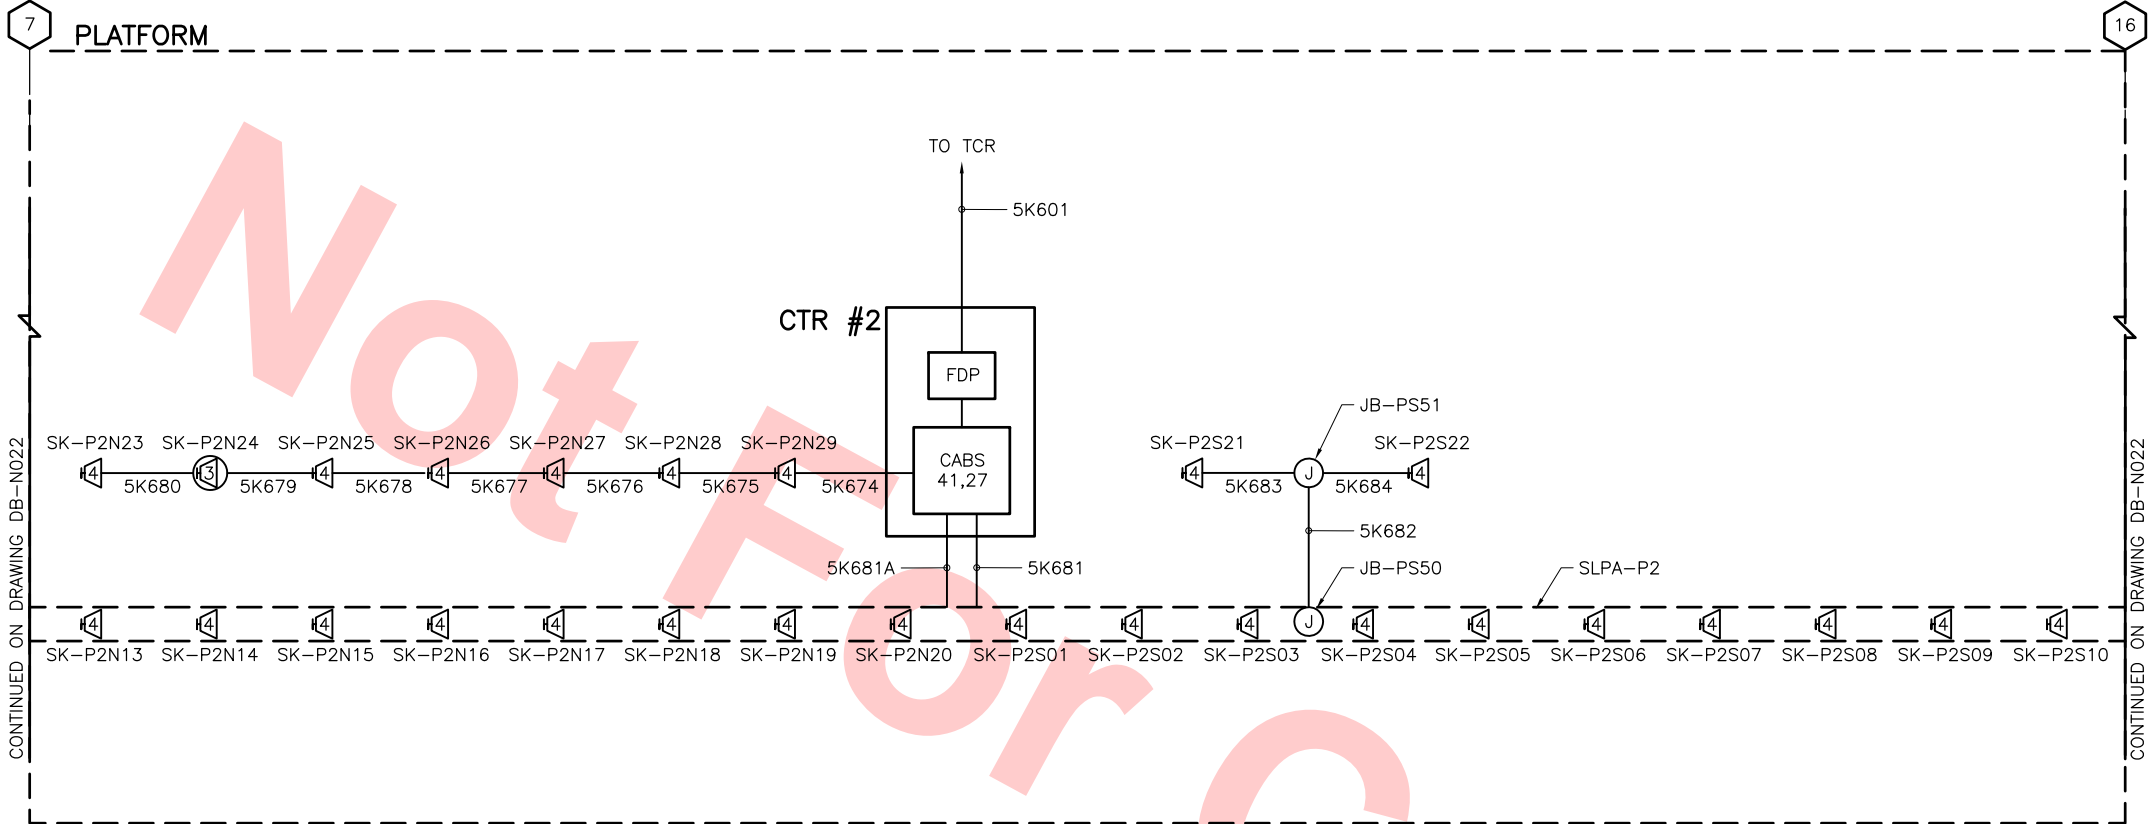 7
PLATFORM
16
TO TCR
5K601
CTR #2
FDP
JB-PS51
SK-P2N23 SK-P2N24 SK-P2N25 SK-P2N26 SK-P2N27 SK-P2N28 SK-P2N29
SK-P2S21 SK-P2S22
4 3 4 4 4 4 4
CABS
41,27
4 J 4
5K680 5K679 5K678 5K677 5K676 5K675 5K674
5K683 5K684
5K682
5K681A 5K681
JB-PS50 SLPA-P2
4 4 4 4 4 4 4 4 4 4 4 J 4 4 4 4 4 4 4
SK-P2N13 SK-P2N14 SK-P2N15 SK-P2N16 SK-P2N17 SK-P2N18 SK-P2N19 SK-P2N20 SK-P2S01 SK-P2S02 SK-P2S03 SK-P2S04 SK-P2S05 SK-P2S06 SK-P2S07 SK-P2S08 SK-P2S09 SK-P2S10
CONTINUED ON DRAWING DB-N022
CONTINUED ON DRAWING DB-N022
Not For C